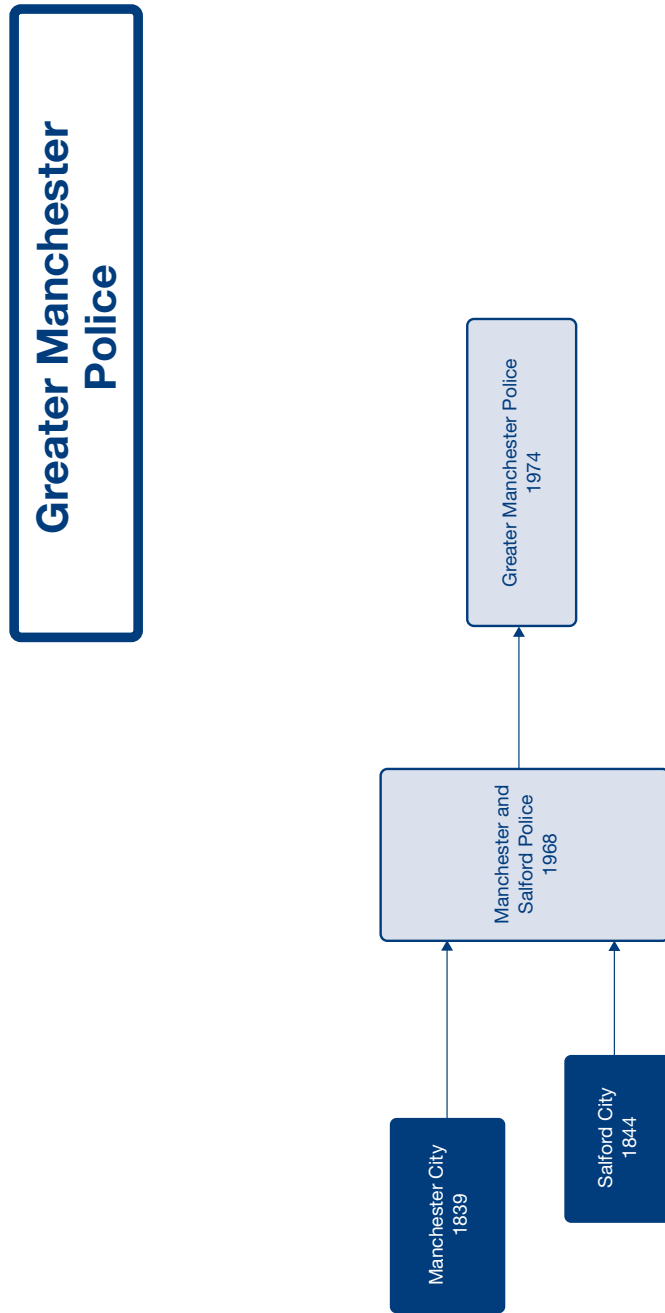 Greater Manchester
Police
Manchester City
1839
Salford City
1844
Manchester and
Salford Police
1968
Greater Manchester Police
1974